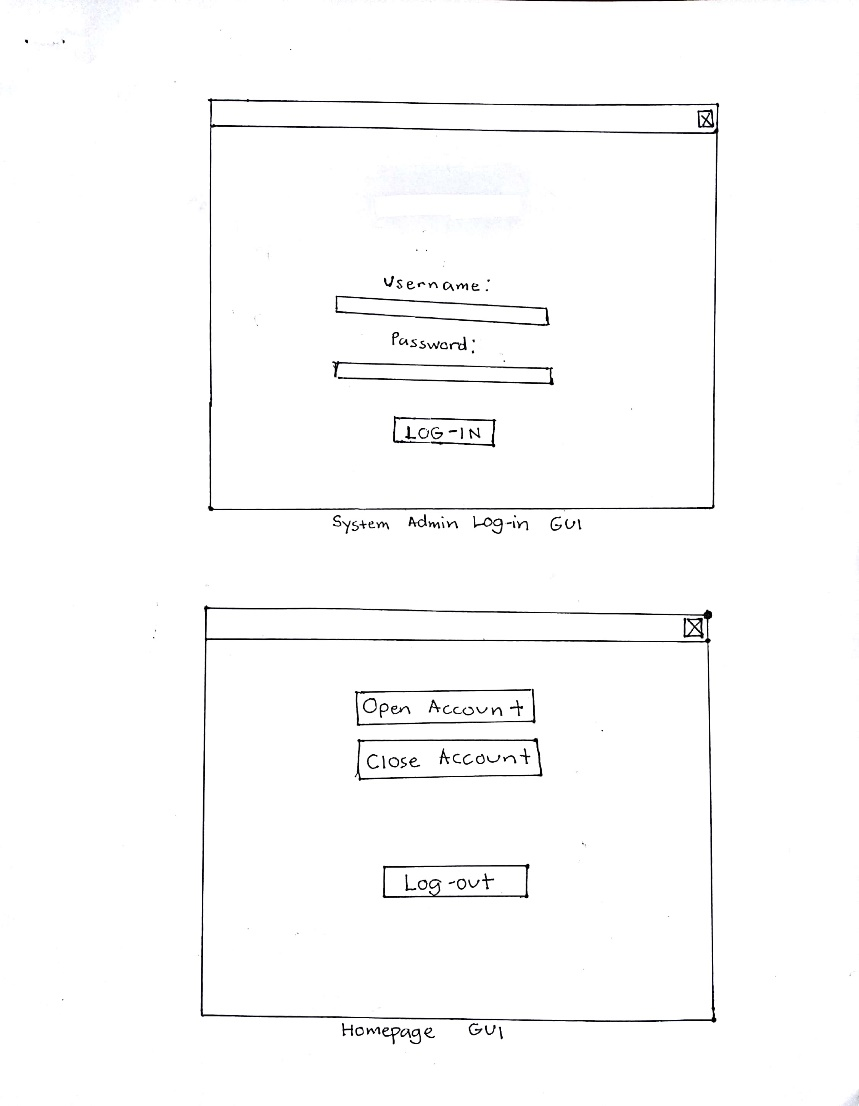 Username:
Password:
LOG-IN
System Admin Log-in GUI
Open Account
Close Account
Log-out
Homepage GUI